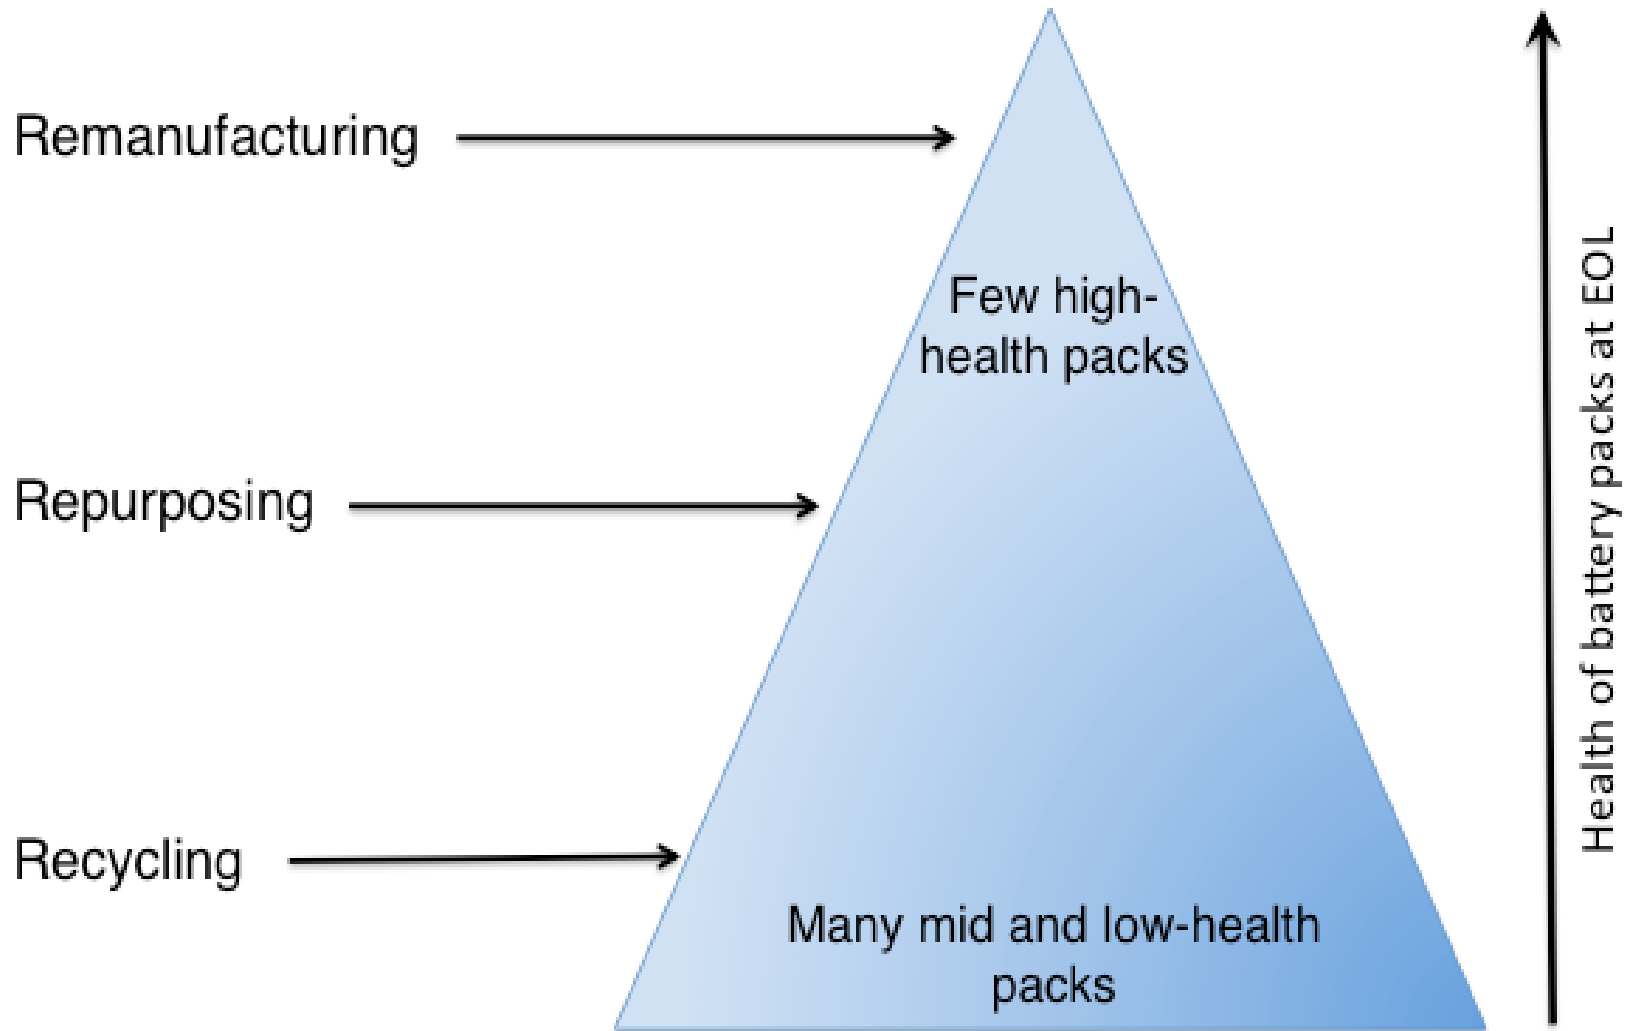 Remanufacturing
Few high-
health packs
Repurposing
Recycling
Many mid and low-health
packs
Health of battery packs at EOL